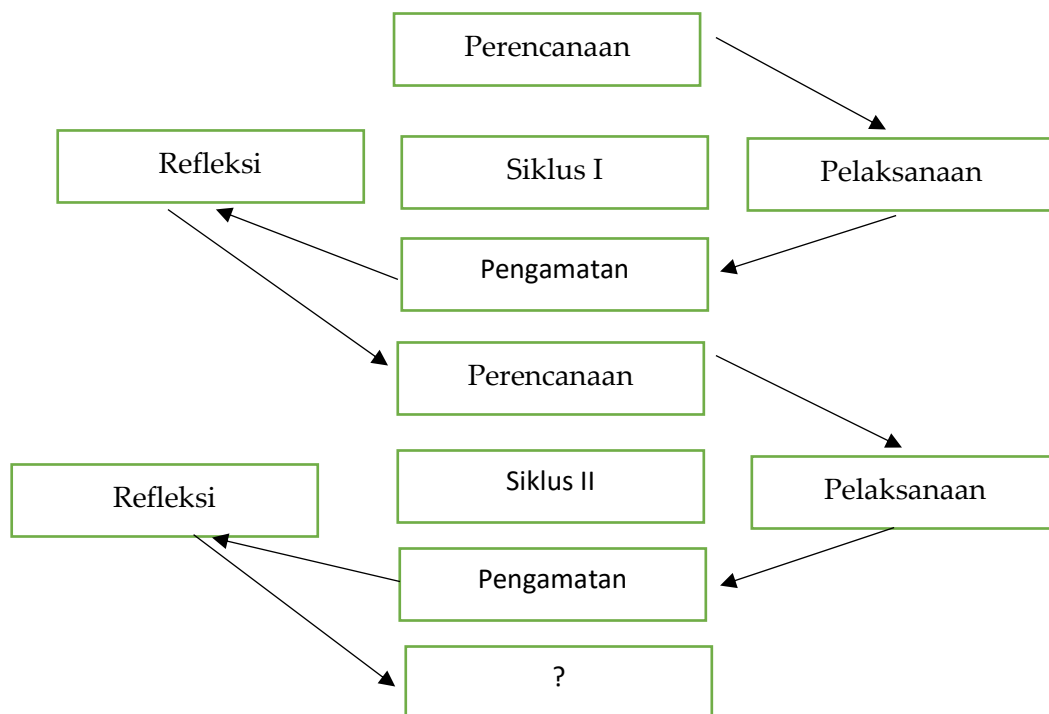 Perencanaan
Refleksi
Siklus I
Pelaksanaan
Pengamatan
Perencanaan
Refleksi
Siklus II
Pelaksanaan
Pengamatan
?